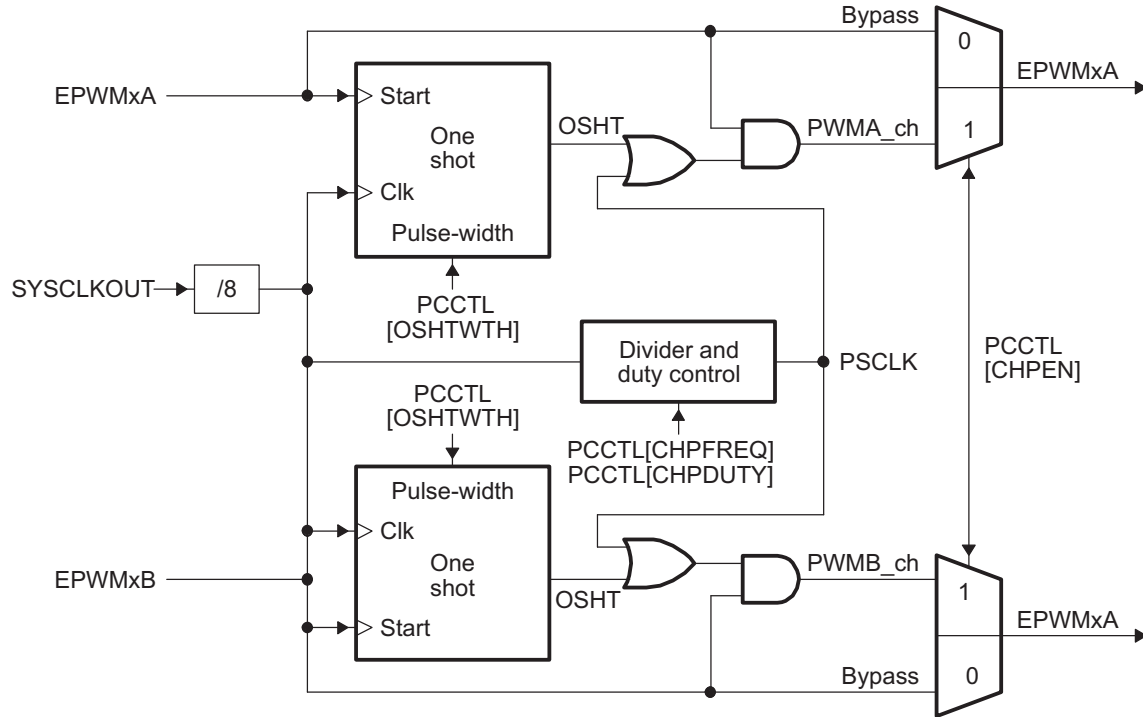 Bypass
0
EPWMxA
EPWMxA
Start
OSHT
PWMA_ch
1
One
shot
Clk
Pulse-width
SYSCLKOUT
/8
PCCTL
[OSHTWTH]
Divider and
duty control
PSCLK
PCCTL
[CHPEN]
PCCTL
[OSHTWTH]
PCCTL[CHPFREQ]
PCCTL[CHPDUTY]
Pulse-width
Clk
EPWMxB
One
shot
OSHT
PWMB_ch
1
Start
EPWMxA
Bypass
0